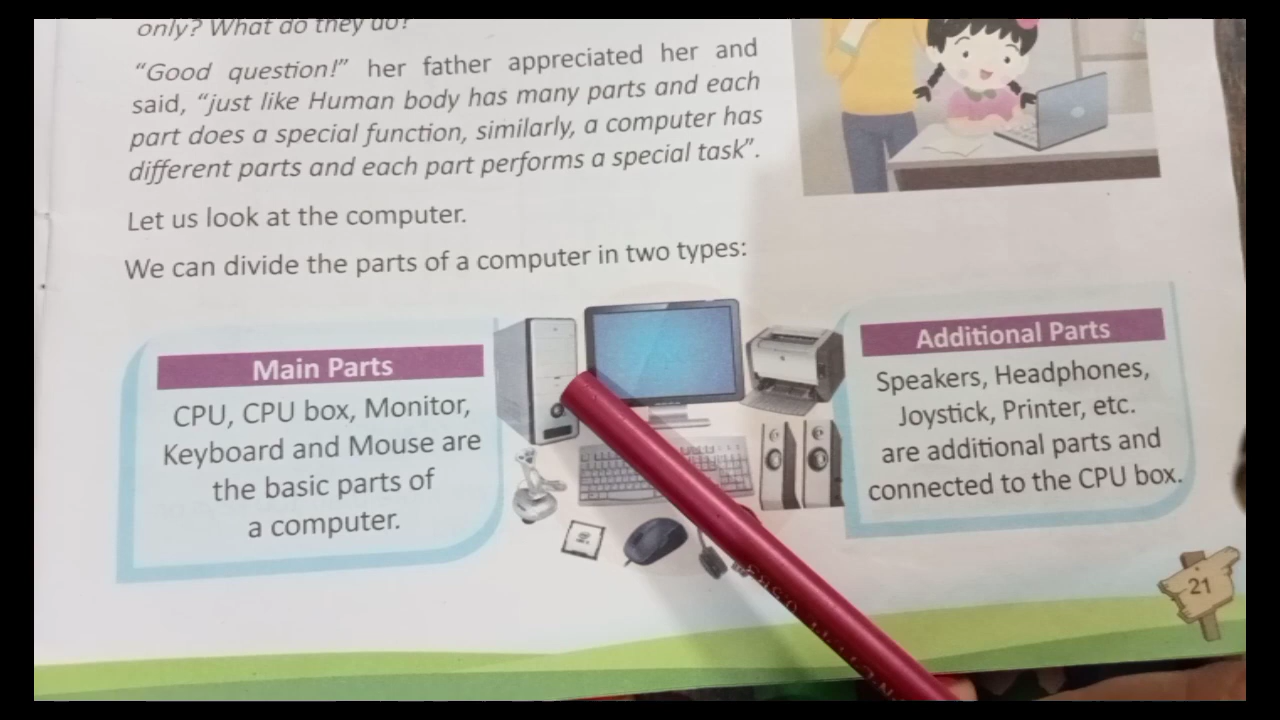 only? What do they do?
“Good question!” her father appreciated her and
said, “just like Human body has many parts and each
part does a special function, similarly, a computer has
different parts and each part performs a special task”.
Let us look at the computer.
We can divide the parts of a computer in two types:
Main Parts
CPU, CPU box, Monitor,
Keyboard and Mouse are
the basic parts of
a computer.
Additional Parts
Speakers, Headphones,
Joystick, Printer, etc.
are additional parts and
connected to the CPU box.
21